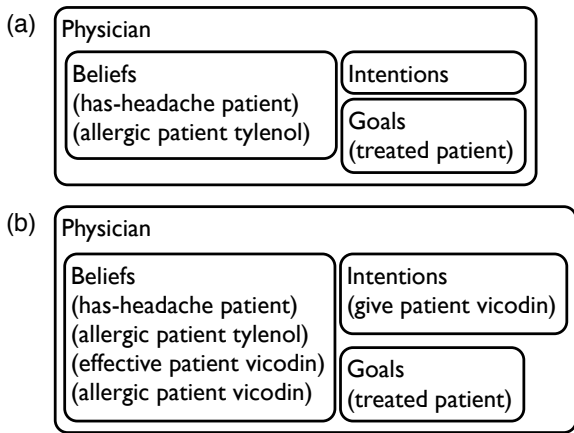 (a)
Physician
Beliefs
(has-headache patient)
(allergic patient tylenol)
Intentions
Goals
(treated patient)
(b)
Physician
Beliefs
(has-headache patient)
(allergic patient tylenol)
(effective patient vicodin)
(allergic patient vicodin)
Intentions
(give patient vicodin)
Goals
(treated patient)